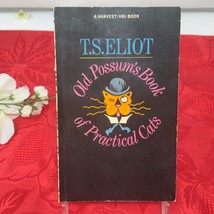 A HARVEST/HBJ BOOK
T.S. ELIOT
Old Possum's Book
of Practical Cats